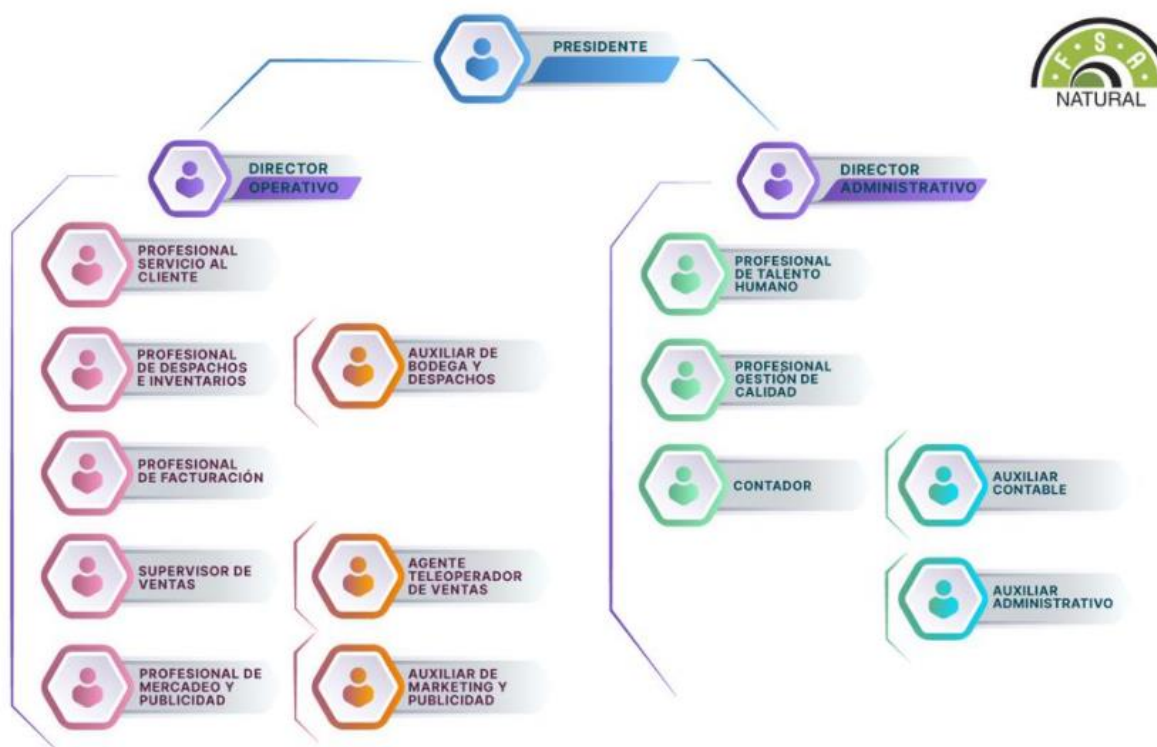 PRESIDENTE
F · S · A
NATURAL
DIRECTOR
OPERATIVO
DIRECTOR
ADMINISTRATIVO
PROFESIONAL
SERVICIO AL
CLIENTE
PROFESIONAL
DE DESPACHOS
E INVENTARIOS
AUXILIAR DE
BODEGA Y
DESPACHOS
PROFESIONAL
DE FACTURACIÓN
SUPERVISOR DE
VENTAS
AGENTE
TELEOPERADOR
DE VENTAS
PROFESIONAL DE
MERCADEO Y
PUBLICIDAD
AUXILIAR DE
MARKETING Y
PUBLICIDAD
PROFESIONAL
DE TALENTO
HUMANO
PROFESIONAL
GESTIÓN DE
CALIDAD
CONTADOR
AUXILIAR
CONTABLE
AUXILIAR
ADMINISTRATIVO